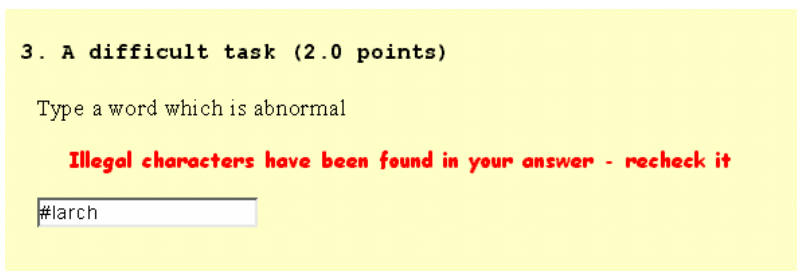 3. A difficult task (2.0 points)
Type a word which is abnormal
Illegal characters have been found in your answer - recheck it
#larch